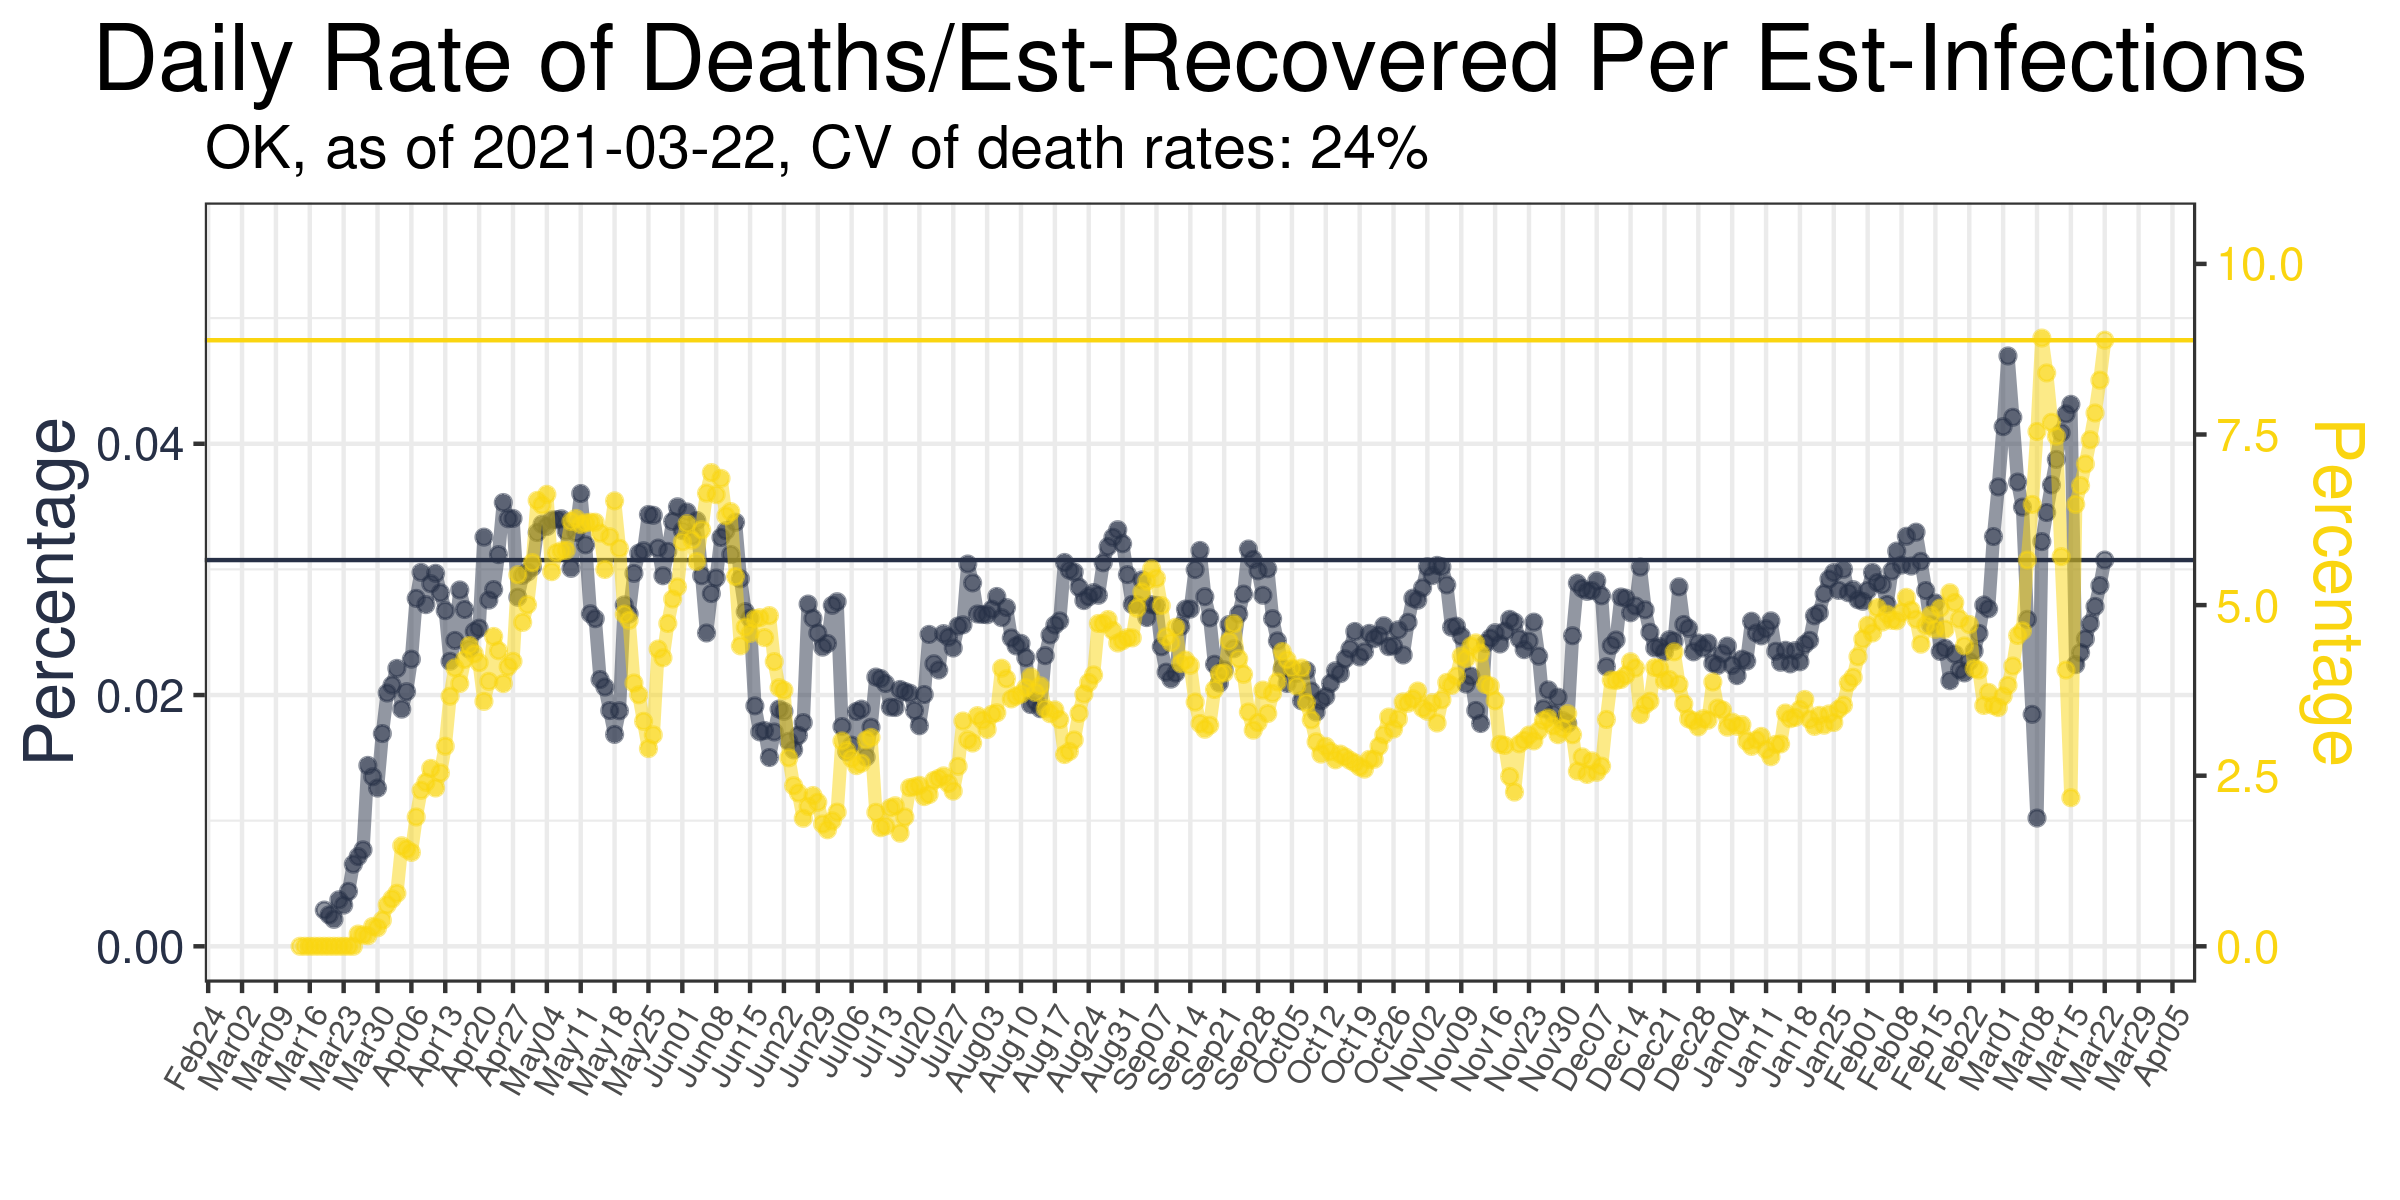 Daily Rate of Deaths/Est-Recovered Per Est-Infections
OK, as of 2021-03-22, CV of death rates: 24%
Percentage
0.04
0.02
0.00
10.0
7.5
5.0
2.5
0.0
Percentage
Feb24
Mar02
Mar09
Mar16
Mar23
Mar30
Apr06
Apr13
Apr20
Apr27
May04
May11
May18
May25
Jun01
Jun08
Jun15
Jun22
Jun29
Jul06
Jul13
Jul20
Jul27
Aug03
Aug10
Aug17
Aug24
Aug31
Sep07
Sep14
Sep21
Sep28
Oct05
Oct12
Oct19
Oct26
Nov02
Nov09
Nov16
Nov23
Nov30
Dec07
Dec14
Dec21
Dec28
Jan04
Jan11
Jan18
Jan25
Feb01
Feb08
Feb15
Feb22
Mar01
Mar08
Mar15
Mar22
Mar29
Apr05